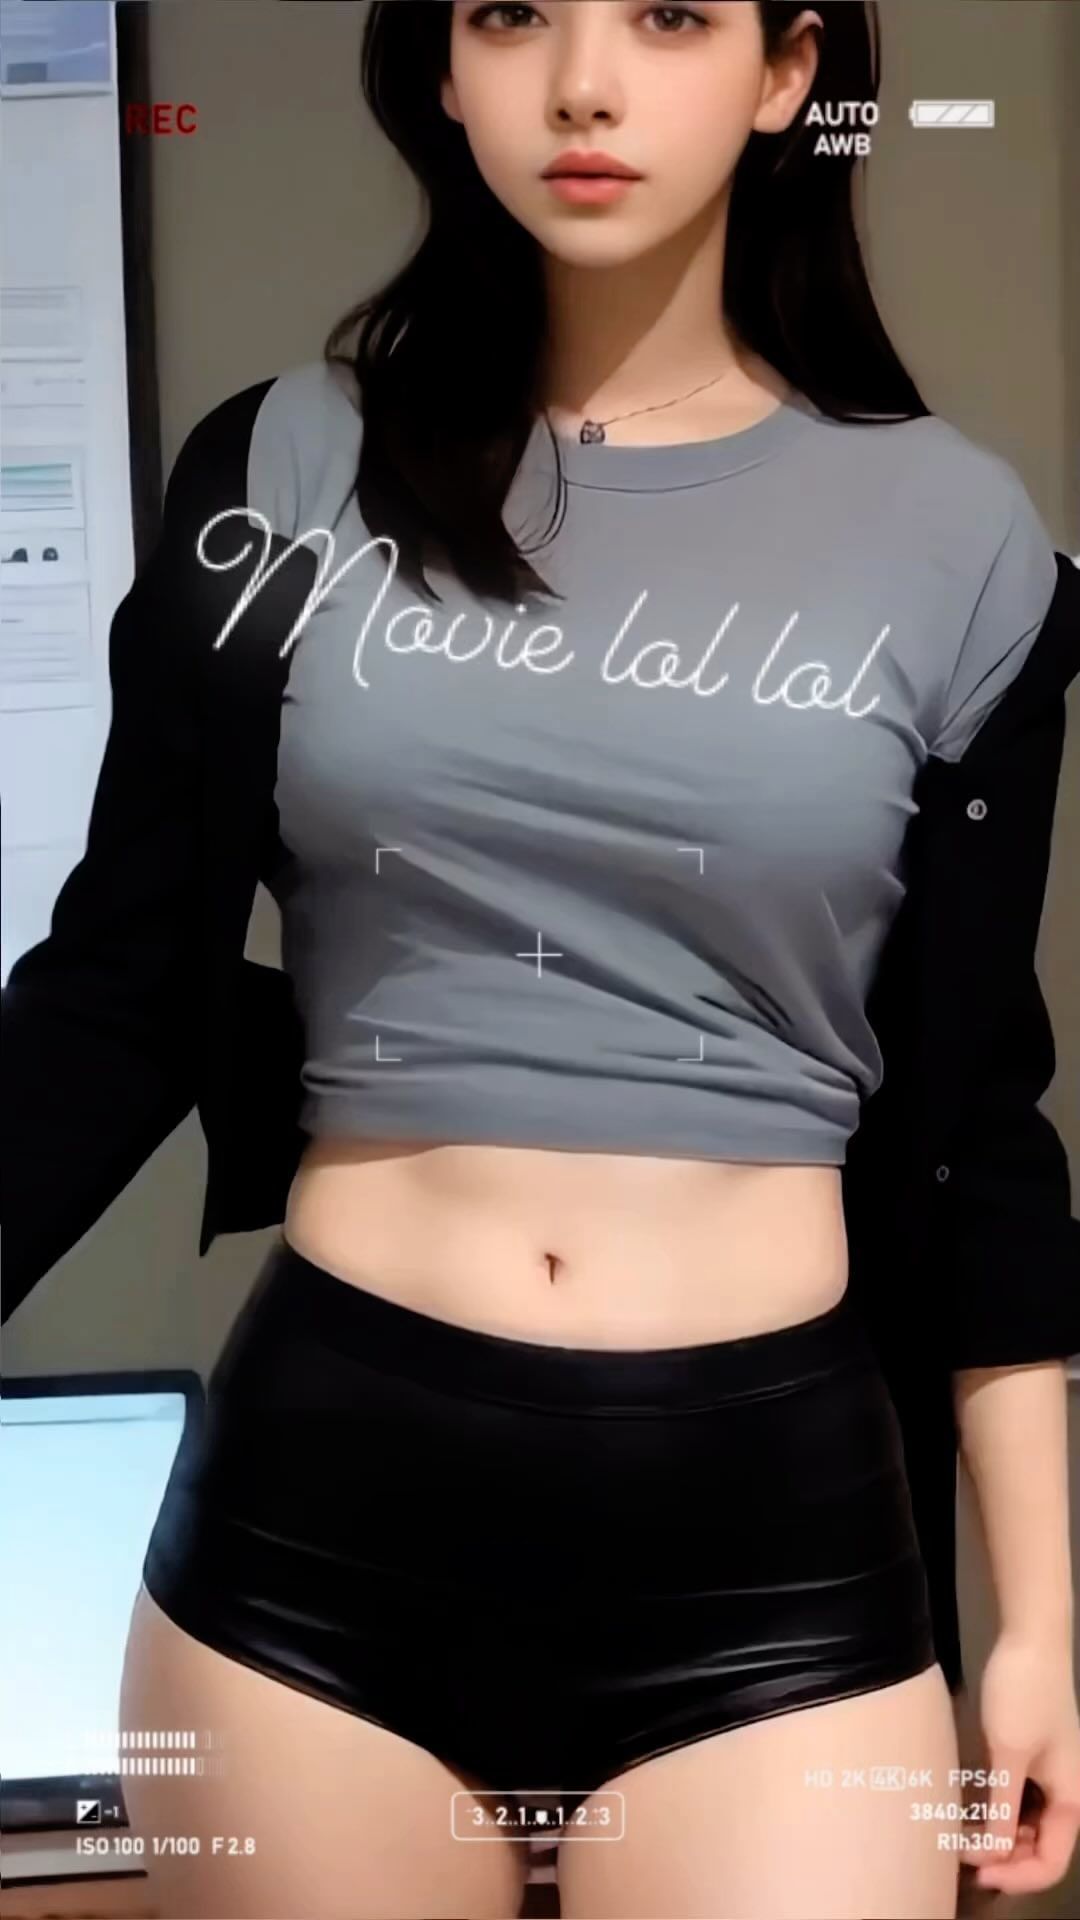 REC
AUTO
AWB
Movie lol lol
HD 2K 4K 6K FPS60
-1
3..2..1..■..1..2..3
3840x2160
ISO 100 1/100 F2.8
R1h30m